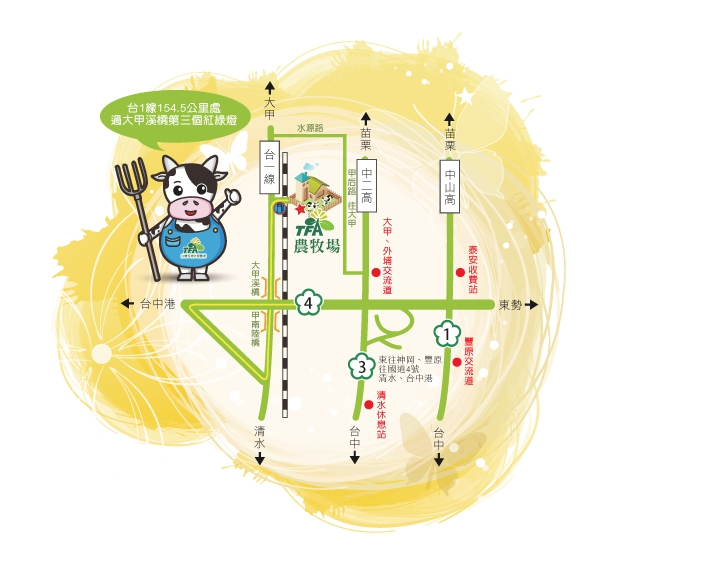 台1線154.5公里處
過大甲溪橋第三個紅綠燈
大甲
水源路
苗栗
苗栗
台一線
中二高
中山高
甲后路 往大甲
TFA
農牧場
TFA
大甲、外埔交流道
泰安收費站
大甲溪橋
台中港
4
東勢
甲南陸橋
1
豐原交流道
3
東往神岡、豐原
往國道4號
清水、台中港
清水休息站
清水
台中
台中